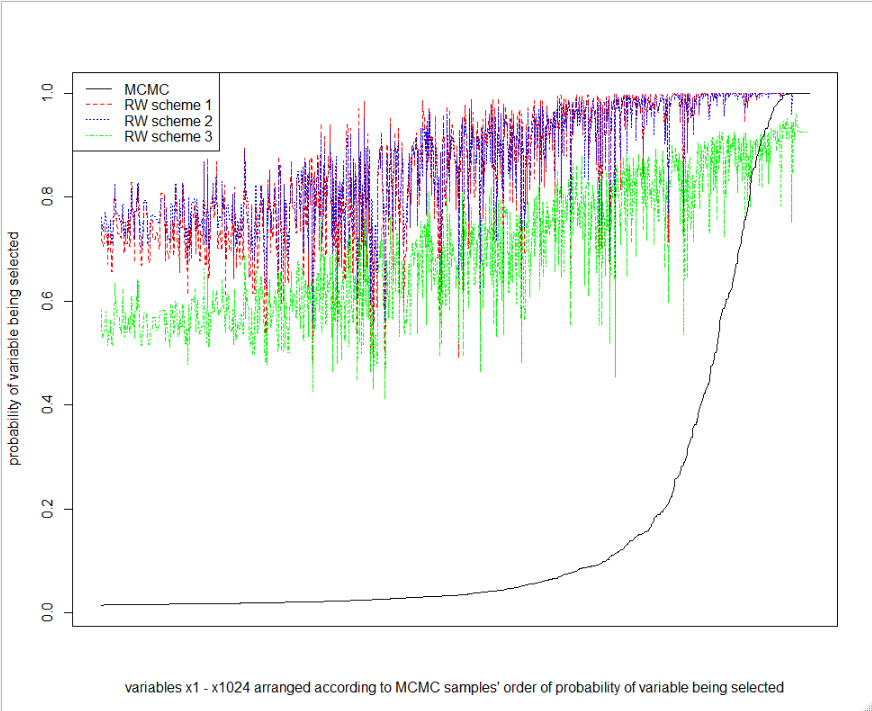 MCMC
RW scheme 1
RW scheme 2
RW scheme 3
1.0
0.8
0.6
0.4
0.2
0.0
probability of variable being selected
variables x1 - x1024 arranged according to MCMC samples' order of probability of variable being selected